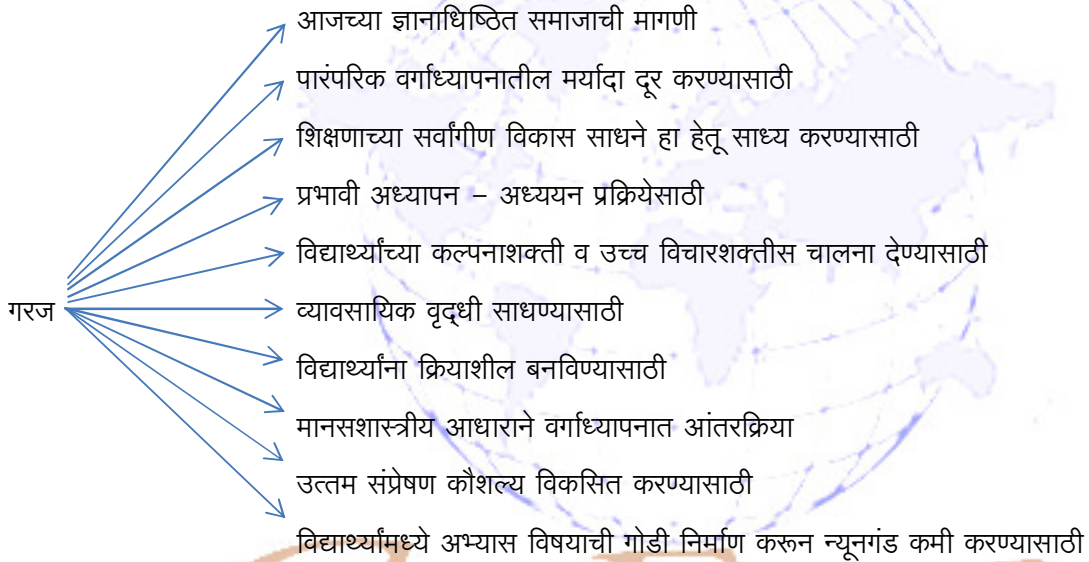 आजच्या ज्ञानाधिष्ठित समाजाची मागणी
पारंपरिक वर्गाध्यापनातील मर्यादा दूर करण्यासाठी
शिक्षणाच्या सर्वांगीण विकास साधने हा हेतू साध्य करण्यासाठी
प्रभावी अध्यापन – अध्ययन प्रक्रियेसाठी
विद्यार्थ्यांच्या कल्पनाशक्ती व उच्च विचारशक्तीस चालना देण्यासाठी
गरज व्यावसायिक वृद्धी साधण्यासाठी
विद्यार्थ्यांना क्रियाशील बनविण्यासाठी
मानसशास्त्रीय आधाराने वर्गाध्यापनात आंतरक्रिया
उत्तम संप्रेषण कौशल्य विकसित करण्यासाठी
विद्यार्थ्यांमध्ये अभ्यास विषयाची गोडी निर्माण करून न्यूनगंड कमी करण्यासाठी